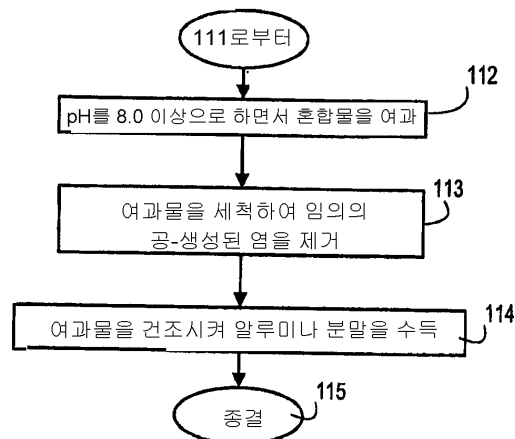 111로부터
112
pH를 8.0 이상으로 하면서 혼합물을 여과
113
여과물을 세척하여 임의의
공-생성된 염을 제거
114
여과물을 건조시켜 알루미나 분말을 수득
115
종결